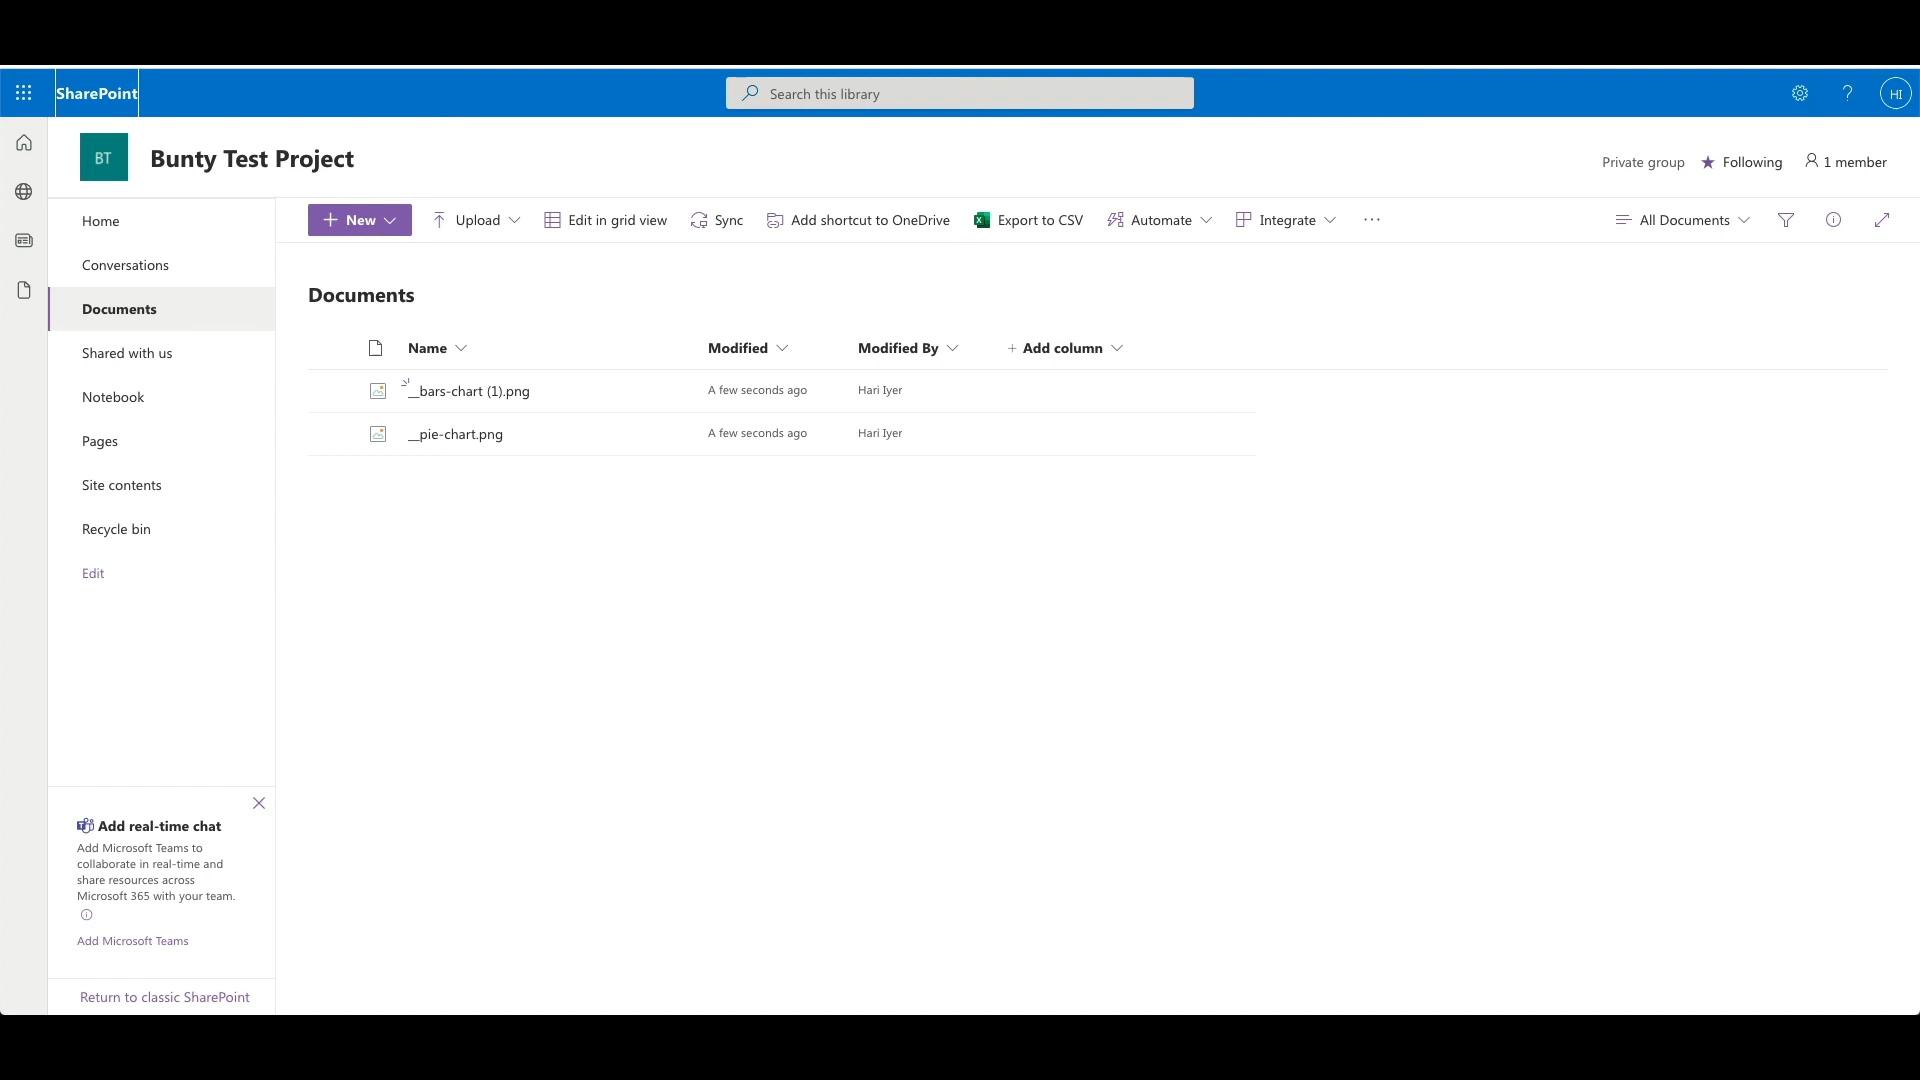 SharePoint
Search this library
?
HI
BT
Bunty Test Project
Private group
Following
1 member
Home
Conversations
Documents
Shared with us
Notebook
Pages
Site contents
Recycle bin
Edit
+ New
Upload
Edit in grid view
Sync
Add shortcut to OneDrive
Export to CSV
Automate
Integrate
...
All Documents
Documents
Name
Modified
Modified By
+ Add column
__bars-chart (1).png
A few seconds ago
Hari Iyer
__pie-chart.png
A few seconds ago
Hari Iyer
Add real-time chat
Add Microsoft Teams to
collaborate in real-time and
share resources across
Microsoft 365 with your team.
Add Microsoft Teams
Return to classic SharePoint